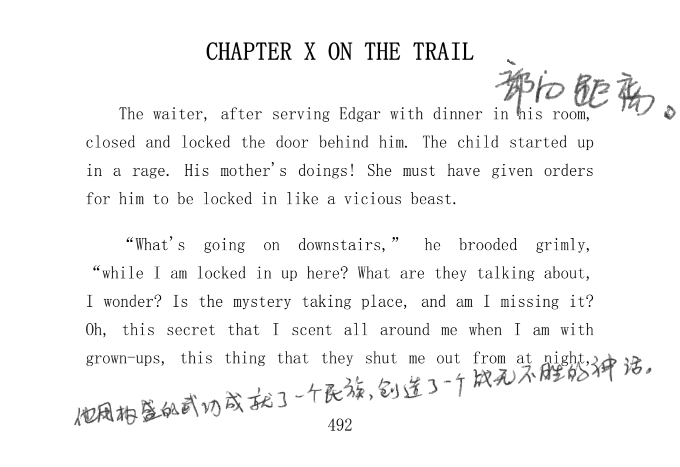 CHAPTER X ON THE TRAIL
部门距离。
The waiter, after serving Edgar with dinner in his room,
closed and locked the door behind him. The child started up
in a rage. His mother's doings! She must have given orders
for him to be locked in like a vicious beast.
“What's going on downstairs,” he brooded grimly,
“while I am locked in up here? What are they talking about,
I wonder? Is the mystery taking place, and am I missing it?
Oh, this secret that I scent all around me when I am with
grown-ups, this thing that they shut me out from at night,
他用极盛的武功成就了一个民族,创造了一个战无不胜的神话。
492